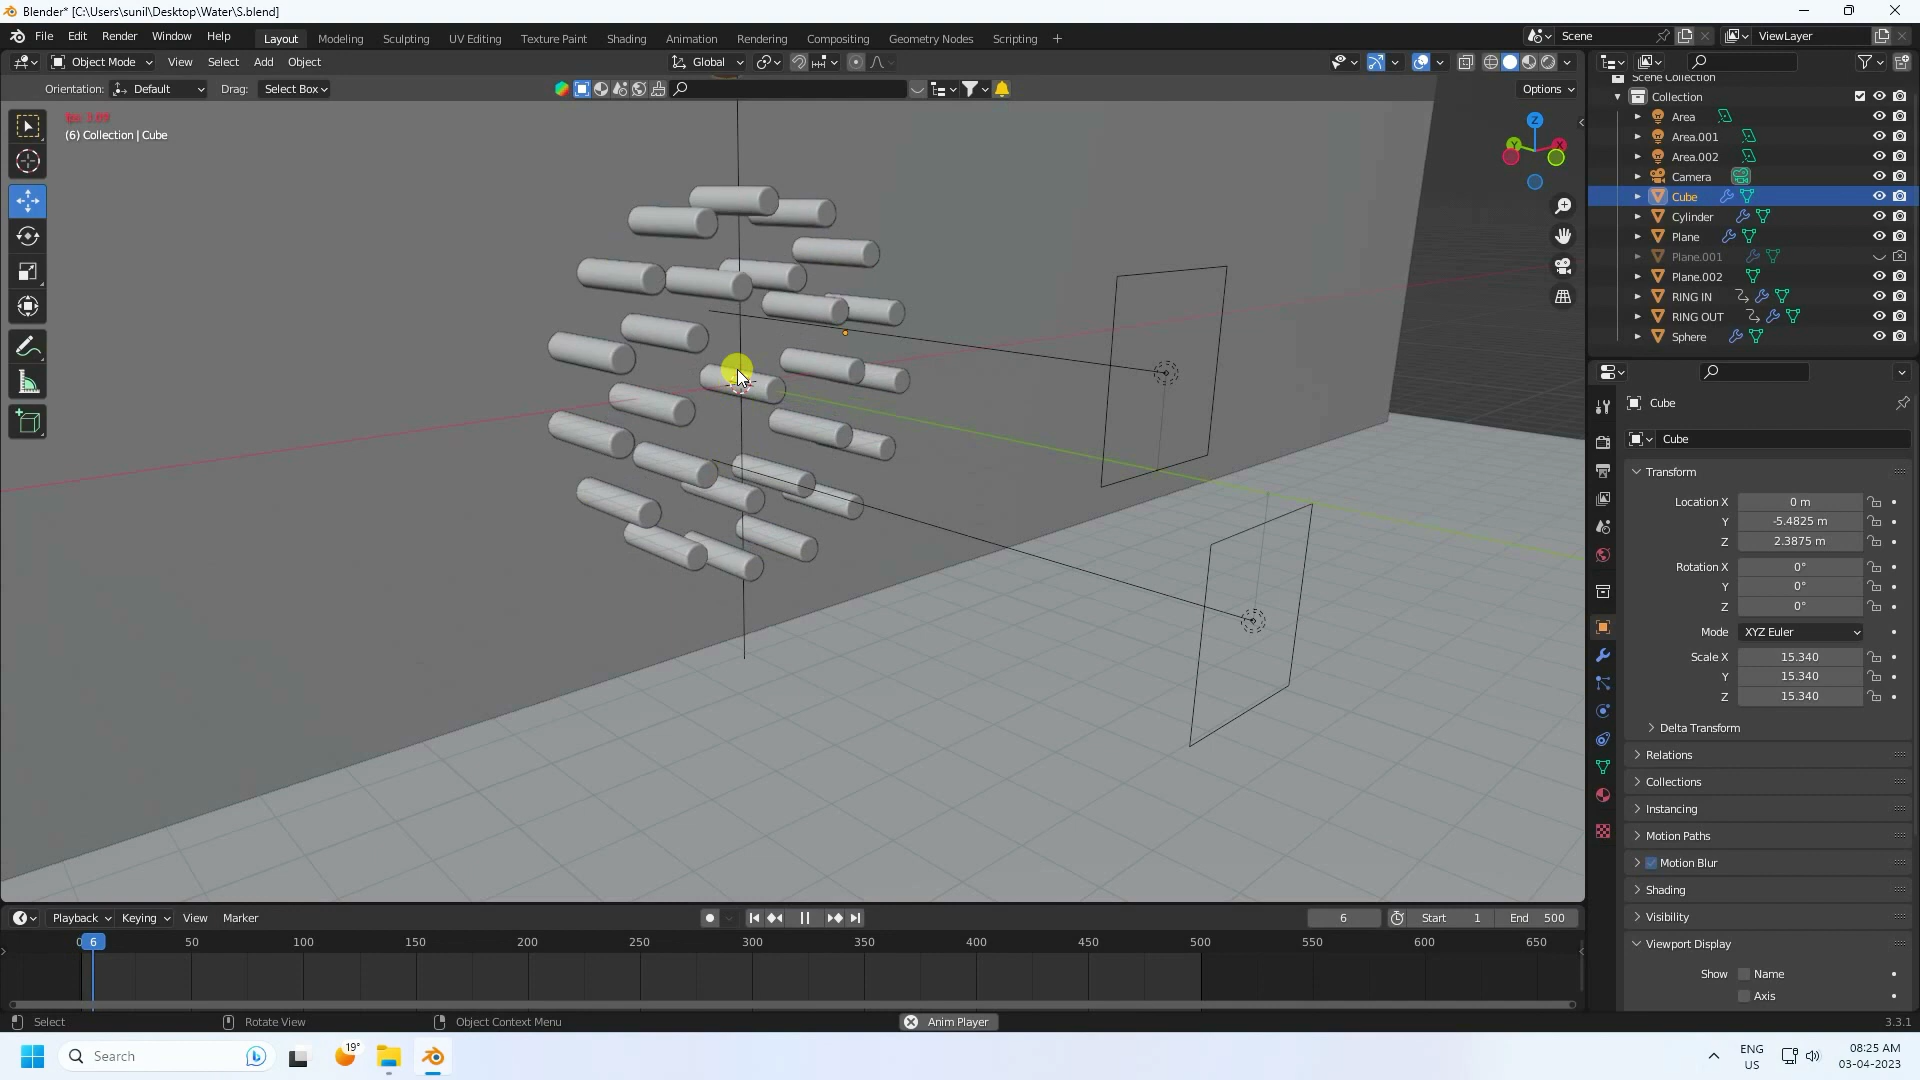 Blender* [C:\Users\sunil\Desktop\Water\S.blend]
File Edit Render Window Help
Layout Modeling Sculpting UV Editing Texture Paint Shading Animation Rendering Compositing Geometry Nodes Scripting
Scene
ViewLayer
Object Mode View Select Add Object
Global
Orientation: Default Drag: Select Box
Options
(6) Collection | Cube
Z
Y
X
Scene Collection
Collection
Area
Area.001
Area.002
Camera
Cube
Cylinder
Plane
Plane.001
Plane.002
RING IN
RING OUT
Sphere
Cube
Cube
Transform
Location X 0 m
Y -5.4825 m
Z 2.3875 m
Rotation X 0°
Y 0°
Z 0°
Mode XYZ Euler
Scale X 15.340
Y 15.340
Z 15.340
Delta Transform
Relations
Collections
Instancing
Motion Paths
Motion Blur
Shading
Visibility
Viewport Display
Show Name
Axis
Playback Keying View Marker
6 Start 1 End 500
0 6 50 100 150 200 250 300 350 400 450 500 550 600 650
Select Rotate View Object Context Menu Anim Player 3.3.1
Search
19°
ENG
US
08:25 AM
03-04-2023